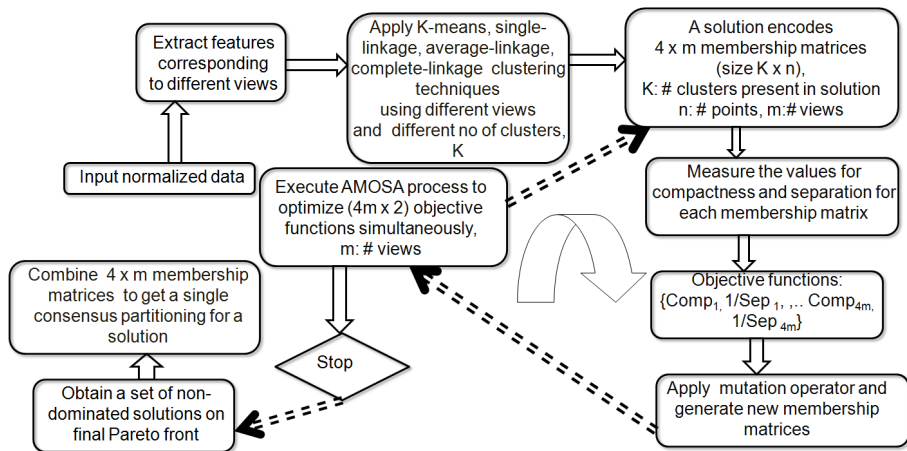 Input normalized data
Extract features
corresponding
to different views
Apply K-means, single-
linkage, average-linkage,
complete-linkage clustering
techniques
using different views
and different no of clusters,
K
A solution encodes
4 x m membership matrices
(size K x n),
K: # clusters present in solution
n: # points, m:# views
Measure the values for
compactness and separation for
each membership matrix
Objective functions:
{Comp1, 1/Sep 1, ,.. Comp4m,
1/Sep 4m}
Apply mutation operator and
generate new membership
matrices
Execute AMOSA process to
optimize (4m x 2) objective
functions simultaneously,
m: # views
Stop
Obtain a set of non-
dominated solutions on
final Pareto front
Combine 4 x m membership
matrices to get a single
consensus partitioning for a
solution